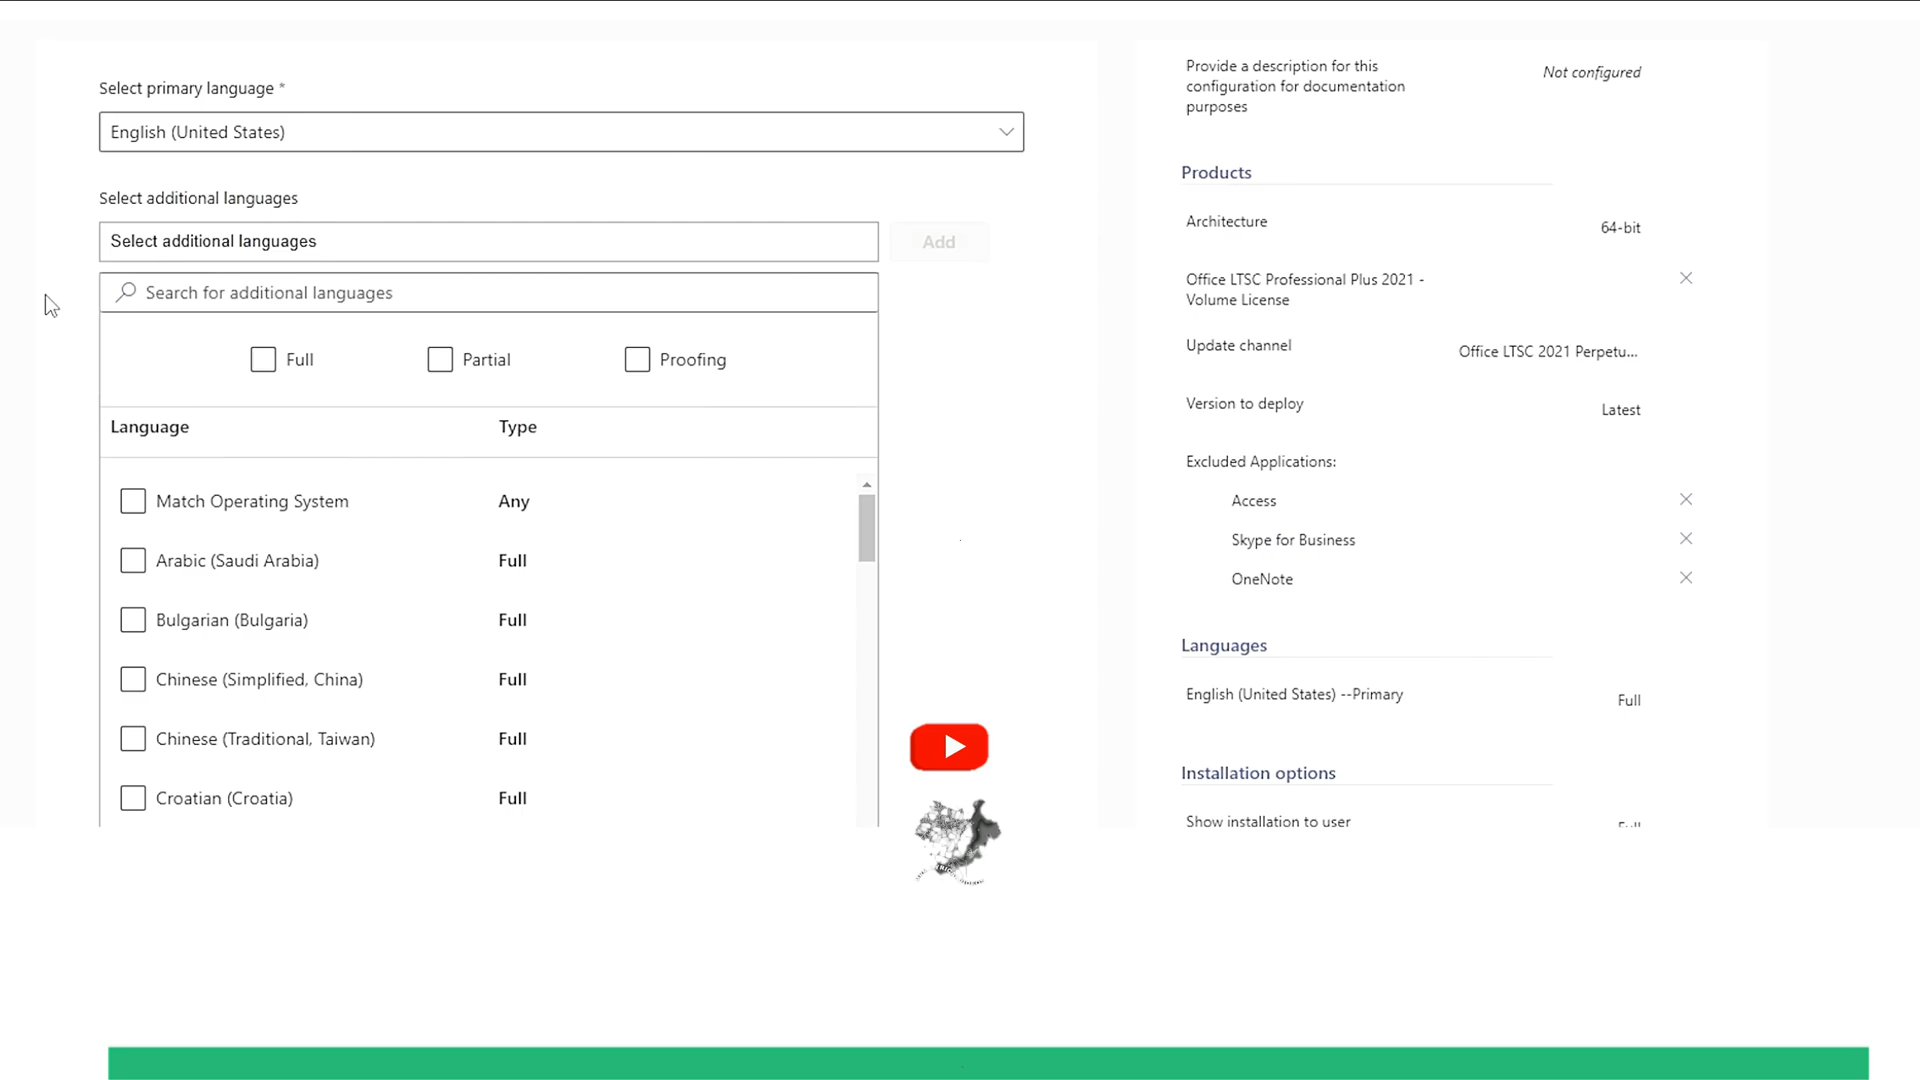 Select primary language *
English (United States)
Select additional languages
Select additional languages
Add
Search for additional languages
Full
Partial
Proofing
Language
Type
Match Operating System
Any
Arabic (Saudi Arabia)
Full
Bulgarian (Bulgaria)
Full
Chinese (Simplified, China)
Full
Chinese (Traditional, Taiwan)
Full
Croatian (Croatia)
Full
Provide a description for this
configuration for documentation
purposes
Not configured
Products
Architecture
64-bit
Office LTSC Professional Plus 2021 -
Volume License
Update channel
Office LTSC 2021 Perpetu...
Version to deploy
Latest
Excluded Applications:
Access
Skype for Business
OneNote
Languages
English (United States) --Primary
Full
Installation options
Show installation to user
Full